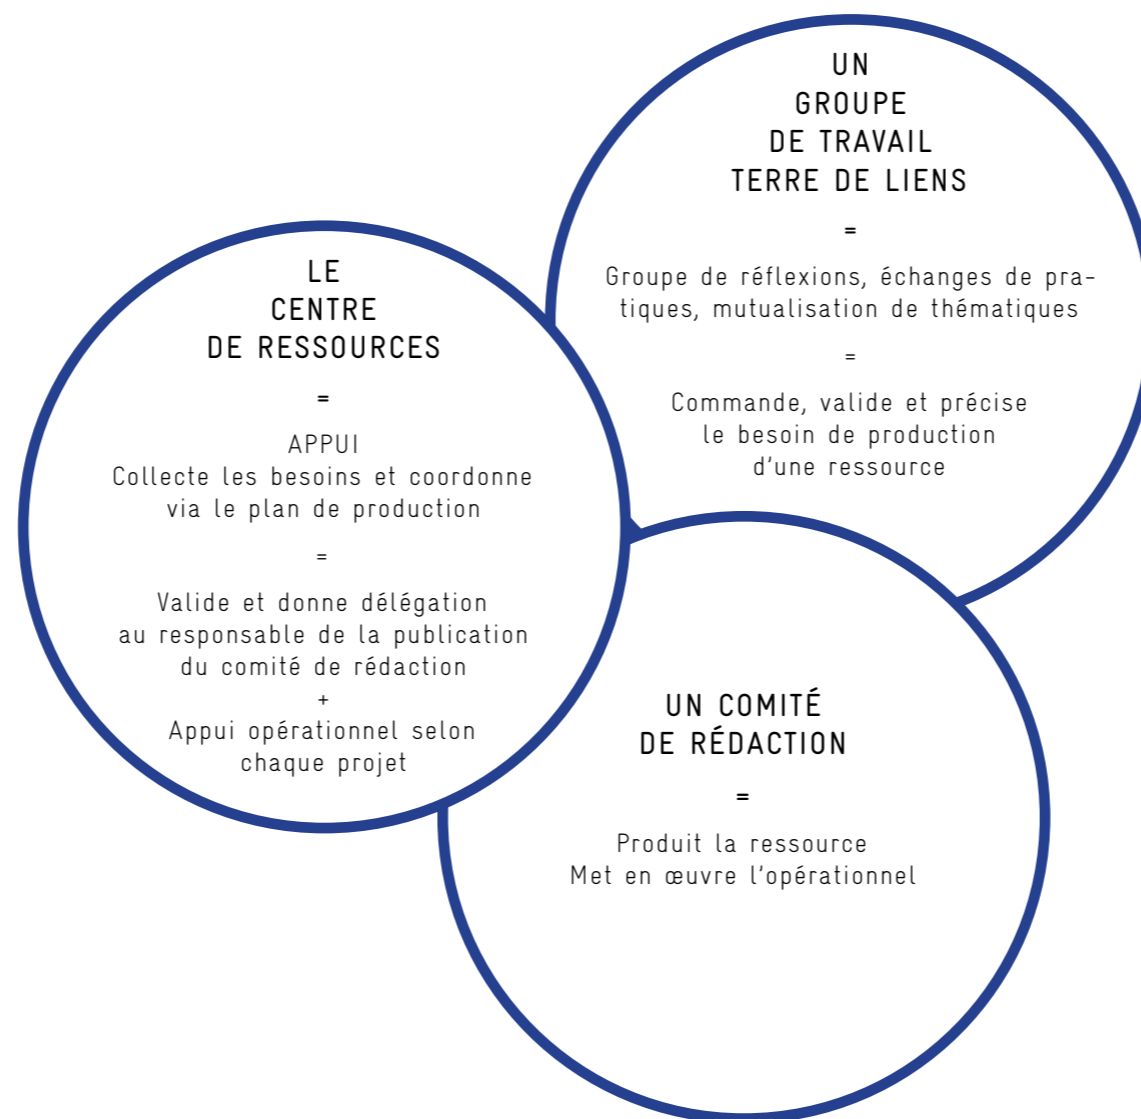 UN
GROUPE
DE TRAVAIL
TERRE DE LIENS
=
Groupe de réflexions, échanges de pra-
tiques, mutualisation de thématiques
=
Commande, valide et précise
le besoin de production
d'une ressource
LE
CENTRE
DE RESSOURCES
=
APPUI
Collecte les besoins et coordonne
via le plan de production
=
Valide et donne délégation
au responsable de la publication
du comité de rédaction
+
Appui opérationnel selon
chaque projet
UN COMITÉ
DE RÉDACTION
=
Produit la ressource
Met en œuvre l'opérationnel